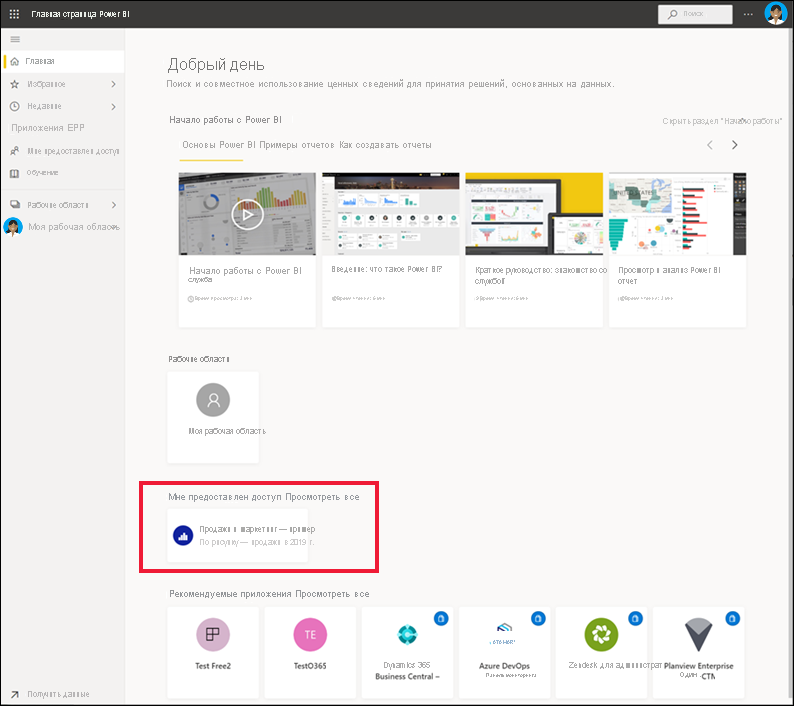 Главная страница Power BI
Поиск
Главная
Избранное
Недавние
Приложения EPP
Мне предоставлен доступ
обучение
Рабочие области
Моя рабочая область
Получить данные
Добрый день
Поиск и совместное использование ценных сведений для принятия решений, основанных на данных.
Начало работы с Power BI
Скрыть раздел "Начало работы"
Основы Power BI Примеры отчетов Как создавать отчеты
Начало работы с Power BI
служба
Введение: что такое Power BI?
Краткое руководство: знакомство со
службой
Просмотр и анализ Power BI
отчет
Рабочие области
Моя рабочая область
Мне предоставлен доступ Просмотреть все
Продажи и маркетинг — пример
По рисунку — продажи в 2019 г.
Рекомендуемые приложения Просмотреть все
TE
Test Free2
TestO365
Dynamics 365
Business Central –
Azure DevOps
Zendesk для администрат
Planview Enterprise
Один -
CTM